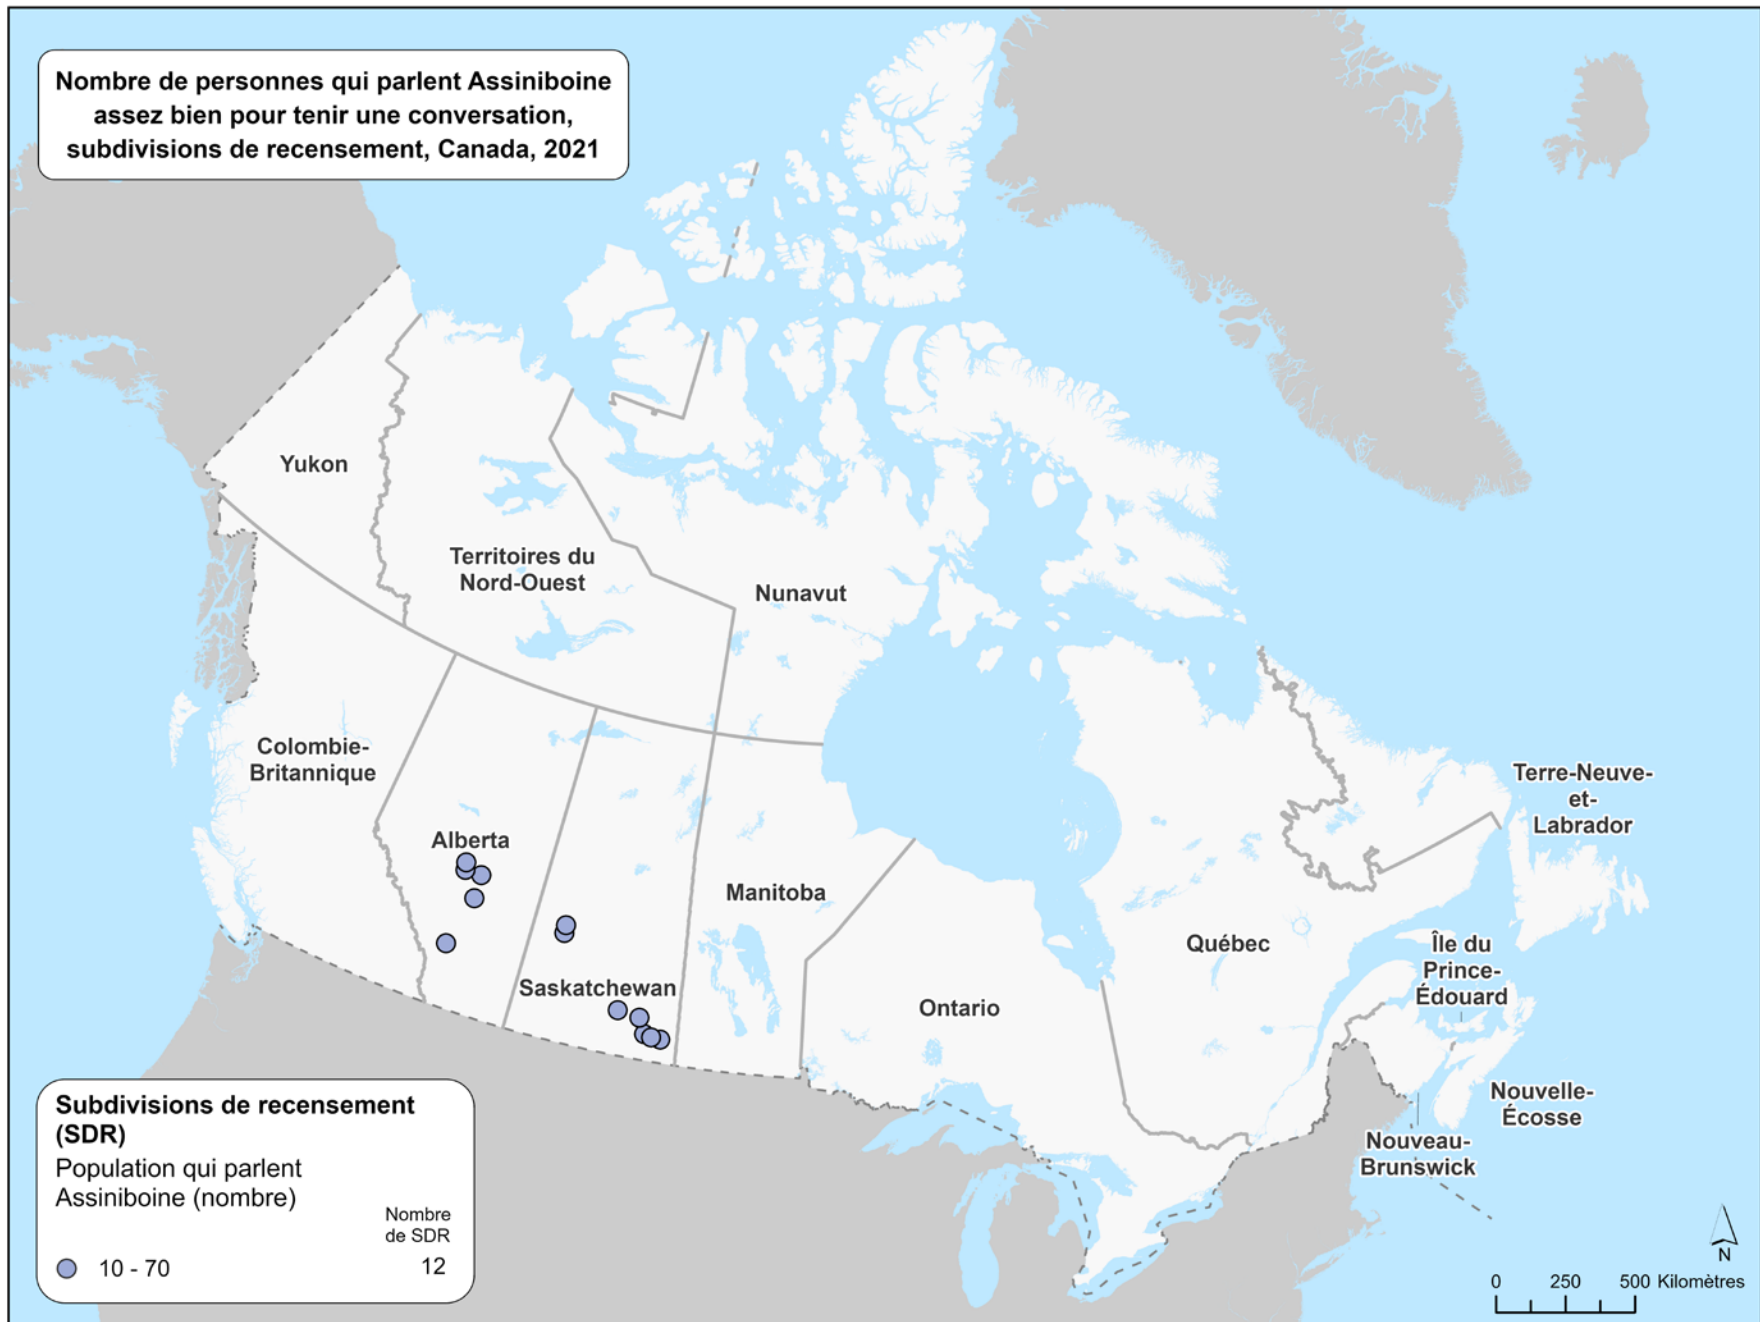 Nombre de personnes qui parlent Assiniboine
assez bien pour tenir une conversation,
subdivisions de recensement, Canada, 2021
Yukon
Territoires du
Nord-Ouest
Nunavut
Colombie-
Britannique
Alberta
Saskatchewan
Manitoba
Ontario
Québec
Terre-Neuve-
et-
Labrador
Île du
Prince-
Édouard
Nouvelle-
Écosse
Nouveau-
Brunswick
Subdivisions de recensement
(SDR)
Population qui parlent
Assiniboine (nombre)
Nombre
de SDR
10 - 70 12
N
0 250 500 Kilomètres